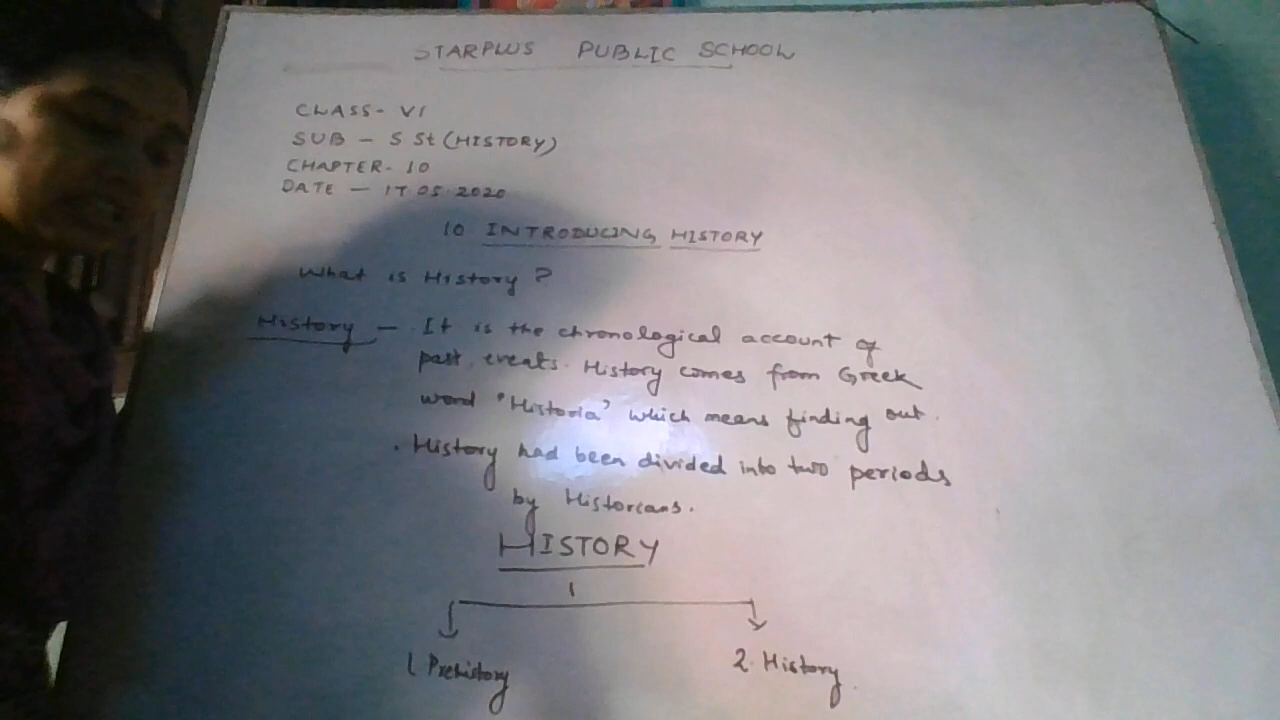 STARPLUS PUBLIC SCHOOL
CLASS- VI
SUB - S St (HISTORY)
CHAPTER- 10
DATE - 17 05 2020
10 INTRODUCING HISTORY
What is History ?
History - It is the chronological account of
past events. History comes from Greek
word 'Historia' which means finding out.
. History had been divided into two periods
by Historians.
HISTORY
1. Prehistory 2. History